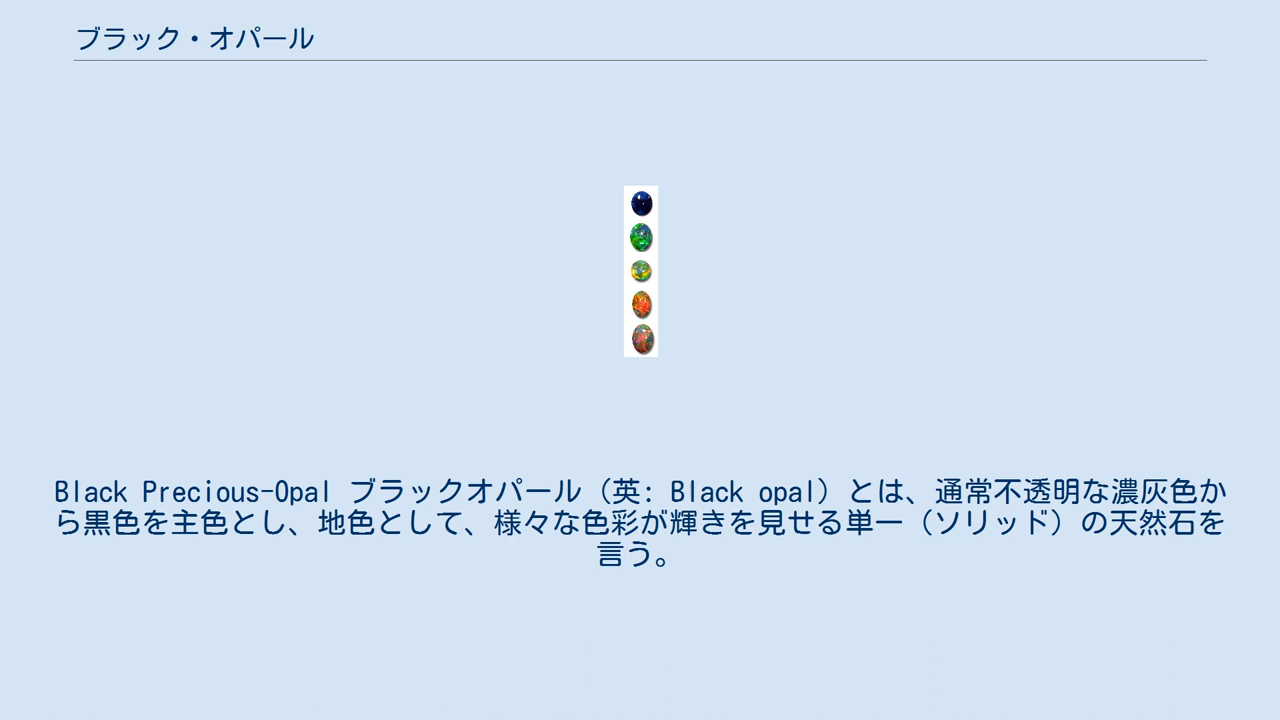 ブラック・オパール
Black Precious-Opal ブラックオパール（英: Black opal）とは、通常不透明な濃灰色か
ら黒色を主色とし、地色として、様々な色彩が輝きを見せる単一（ソリッド）の天然石を
言う。